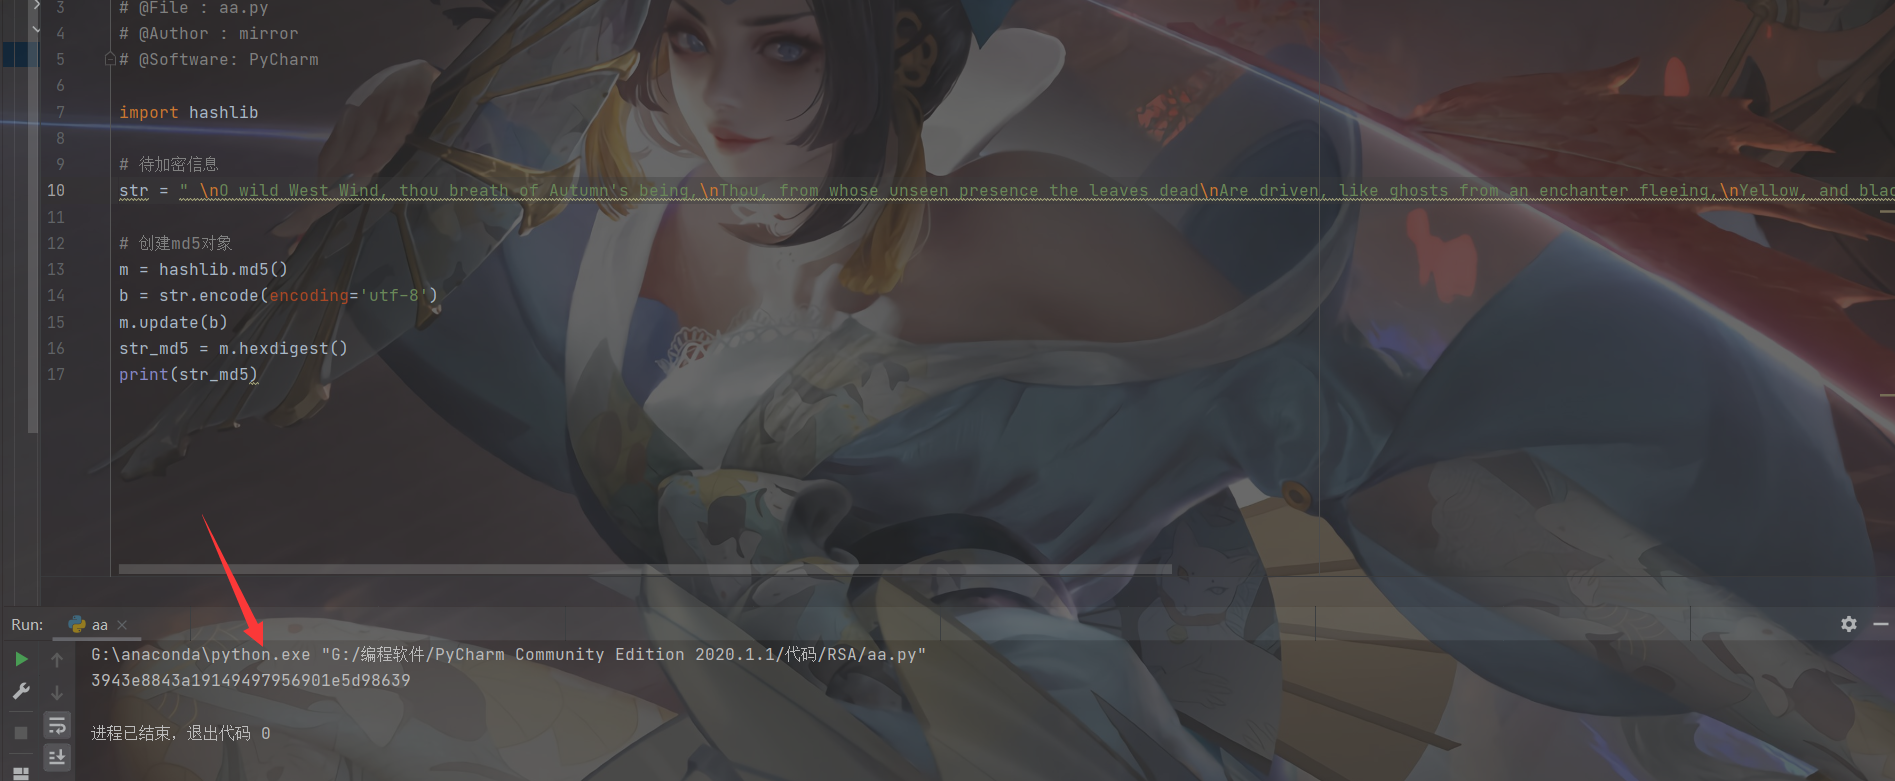 3 # @File : aa.py
4 # @Author : mirror
5 # @Software: PyCharm
6
7 import hashlib
8
9 # 待加密信息
10 str = " \nO wild West Wind, thou breath of Autumn's being,\nThou, from whose unseen presence the leaves dead\nAre driven, like ghosts from an enchanter fleeing,\nYellow, and blac
11
12 # 创建md5对象
13 m = hashlib.md5()
14 b = str.encode(encoding='utf-8')
15 m.update(b)
16 str_md5 = m.hexdigest()
17 print(str_md5)
Run: aa
G:\anaconda\python.exe "G:/编程软件/PyCharm Community Edition 2020.1.1/代码/RSA/aa.py"
3943e8843a19149497956901e5d98639
进程已结束，退出代码 0